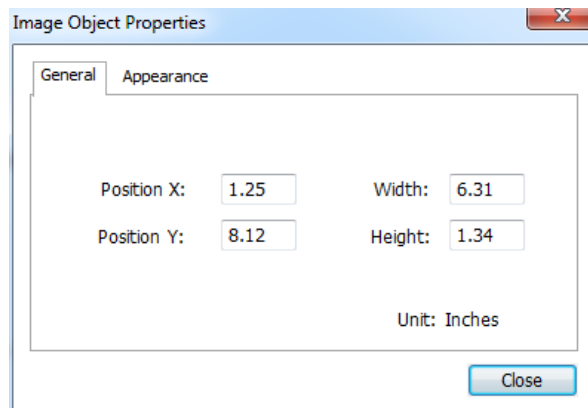 Image Object Properties
X
General Appearance
Position X: 1.25 Width: 6.31
Position Y: 8.12 Height: 1.34
Unit: Inches
Close